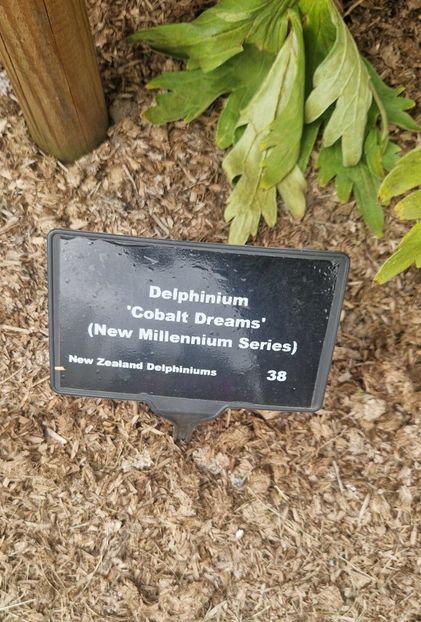 Delphinium
'Cobalt Dreams'
(New Millennium Series)
New Zealand Delphiniums 38